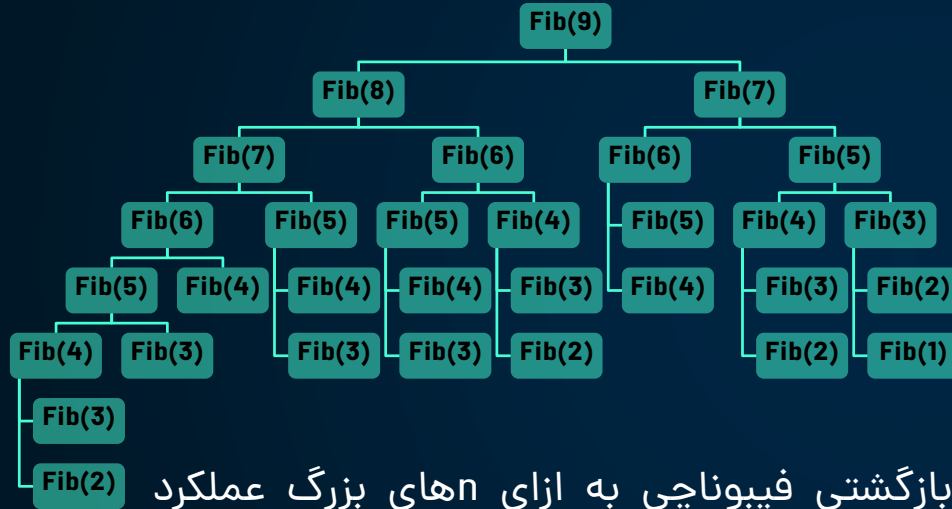 Fib(9)
Fib(8) Fib(7)
Fib(7) Fib(6) Fib(6) Fib(5)
Fib(6) Fib(5) Fib(5) Fib(4) Fib(5) Fib(4) Fib(3)
Fib(5) Fib(4) Fib(4) Fib(4) Fib(3) Fib(4) Fib(3) Fib(2)
Fib(4) Fib(3) Fib(3) Fib(3) Fib(2) Fib(2) Fib(1)
Fib(3)
Fib(2)
بازگشتی فیبوناچی به ازای nهای بزرگ عملکرد